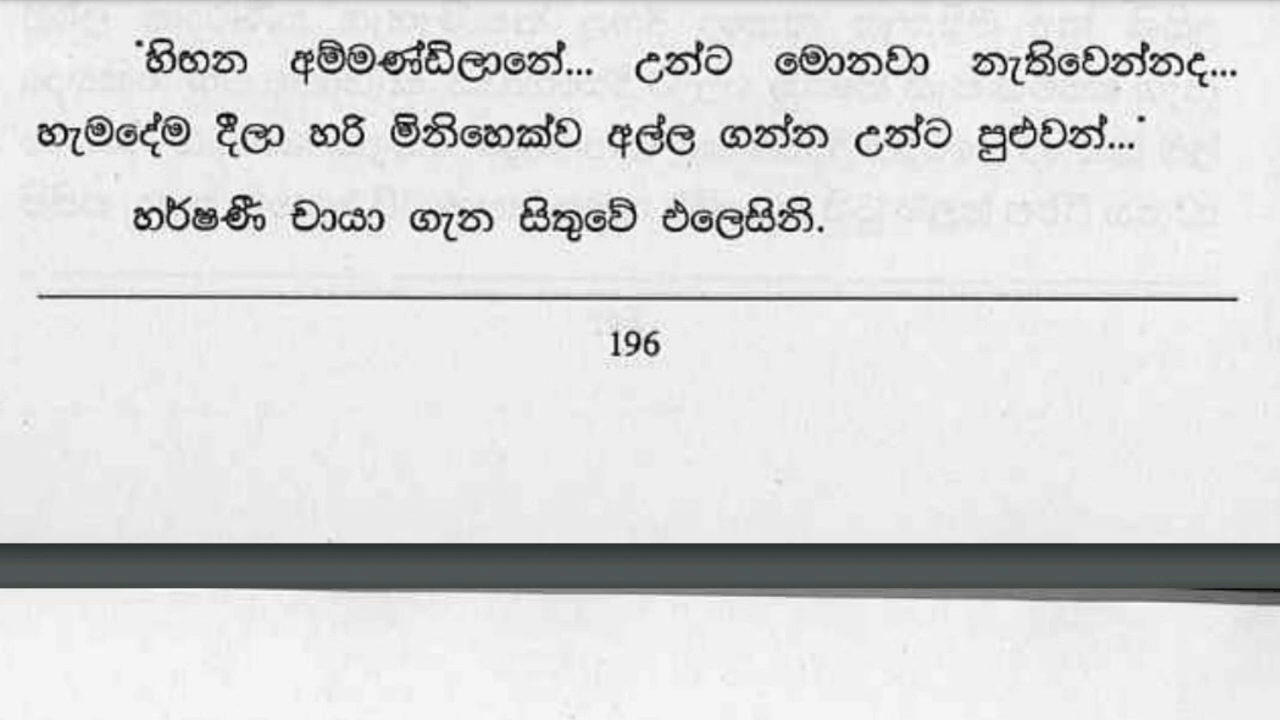 'හිඟන අම්මණ්ඩිලානේ... උන්ට මොනවා නැතිවෙන්නද...
හැමදේම දීලා හරි මිනිහෙක්ව අල්ල ගන්න උන්ට පුළුවන්...'
හර්ෂණී චායා ගැන සිතුවේ එලෙසිනි.
196